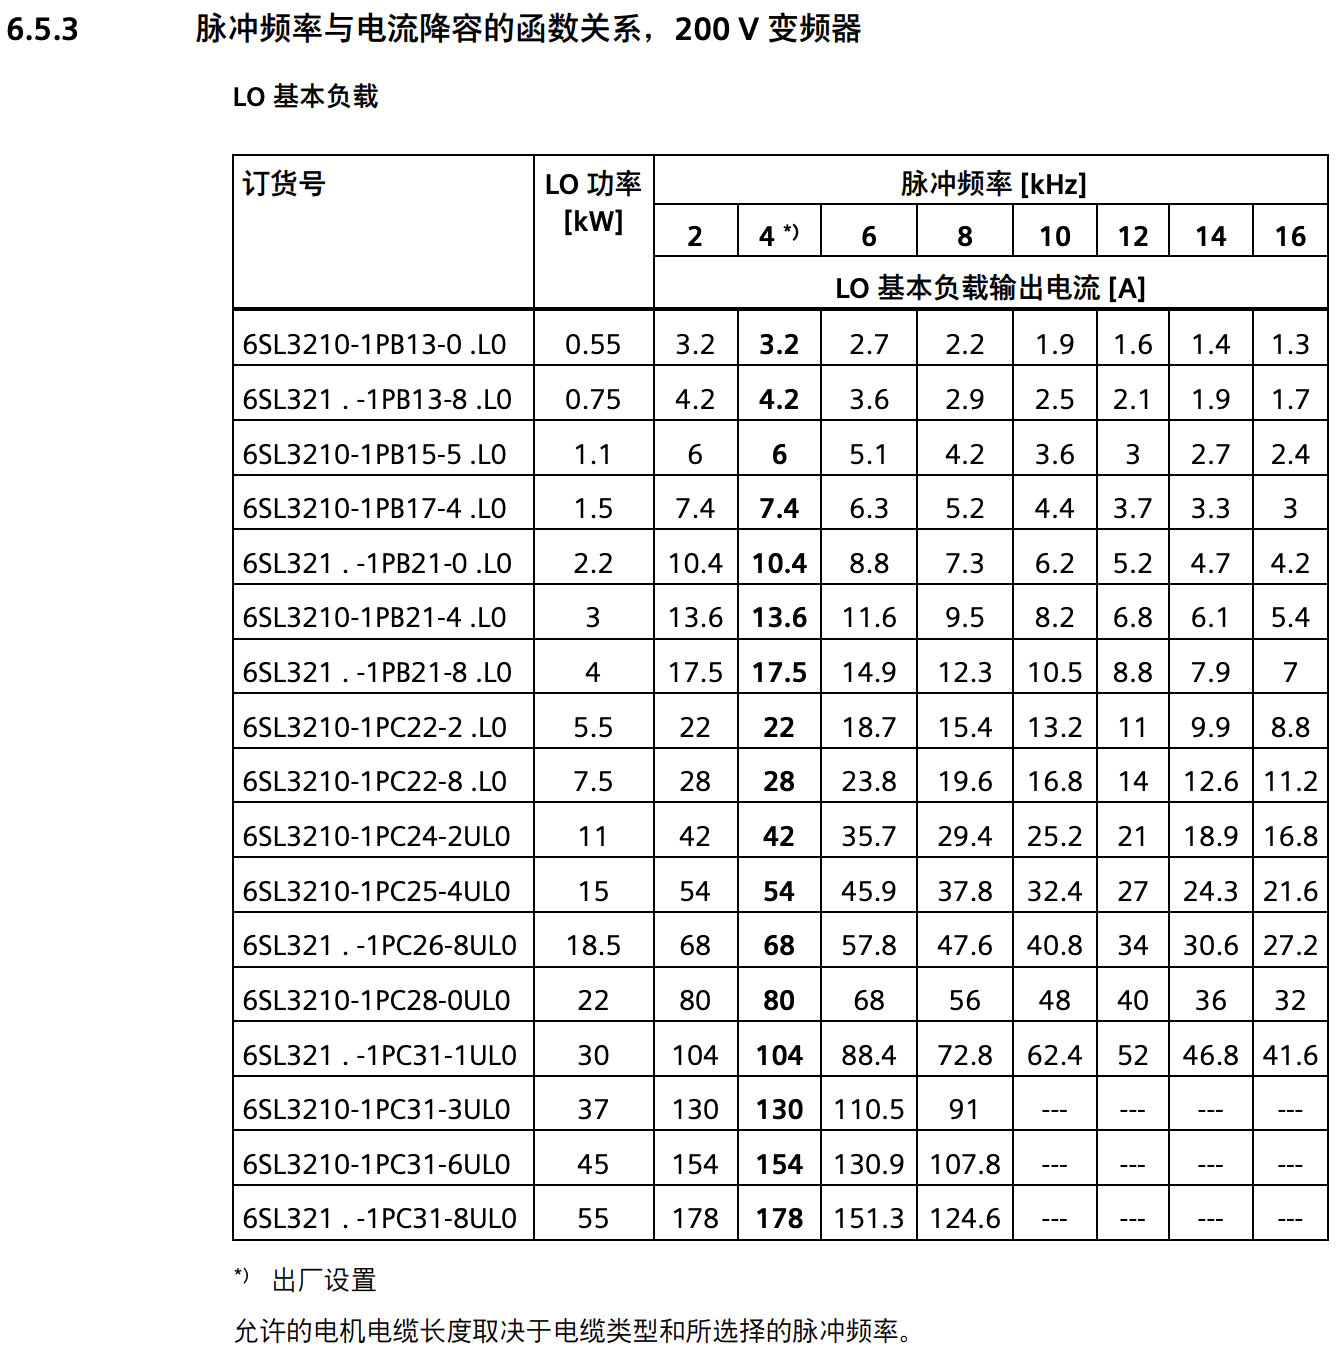 6.5.3 脉冲频率与电流降容的函数关系，200 V 变频器
LO 基本负载
订货号 LO 功率 [kW] 脉冲频率 [kHz]
2 4 *) 6 8 10 12 14 16
LO 基本负载输出电流 [A]
6SL3210-1PB13-0 .L0 0.55 3.2 3.2 2.7 2.2 1.9 1.6 1.4 1.3
6SL321 . -1PB13-8 .L0 0.75 4.2 4.2 3.6 2.9 2.5 2.1 1.9 1.7
6SL3210-1PB15-5 .L0 1.1 6 6 5.1 4.2 3.6 3 2.7 2.4
6SL3210-1PB17-4 .L0 1.5 7.4 7.4 6.3 5.2 4.4 3.7 3.3 3
6SL321 . -1PB21-0 .L0 2.2 10.4 10.4 8.8 7.3 6.2 5.2 4.7 4.2
6SL3210-1PB21-4 .L0 3 13.6 13.6 11.6 9.5 8.2 6.8 6.1 5.4
6SL321 . -1PB21-8 .L0 4 17.5 17.5 14.9 12.3 10.5 8.8 7.9 7
6SL3210-1PC22-2 .L0 5.5 22 22 18.7 15.4 13.2 11 9.9 8.8
6SL3210-1PC22-8 .L0 7.5 28 28 23.8 19.6 16.8 14 12.6 11.2
6SL3210-1PC24-2UL0 11 42 42 35.7 29.4 25.2 21 18.9 16.8
6SL3210-1PC25-4UL0 15 54 54 45.9 37.8 32.4 27 24.3 21.6
6SL321 . -1PC26-8UL0 18.5 68 68 57.8 47.6 40.8 34 30.6 27.2
6SL3210-1PC28-0UL0 22 80 80 68 56 48 40 36 32
6SL321 . -1PC31-1UL0 30 104 104 88.4 72.8 62.4 52 46.8 41.6
6SL3210-1PC31-3UL0 37 130 130 110.5 91 --- --- --- ---
6SL3210-1PC31-6UL0 45 154 154 130.9 107.8 --- --- --- ---
6SL321 . -1PC31-8UL0 55 178 178 151.3 124.6 --- --- --- ---
*) 出厂设置
允许的电机电缆长度取决于电缆类型和所选择的脉冲频率。